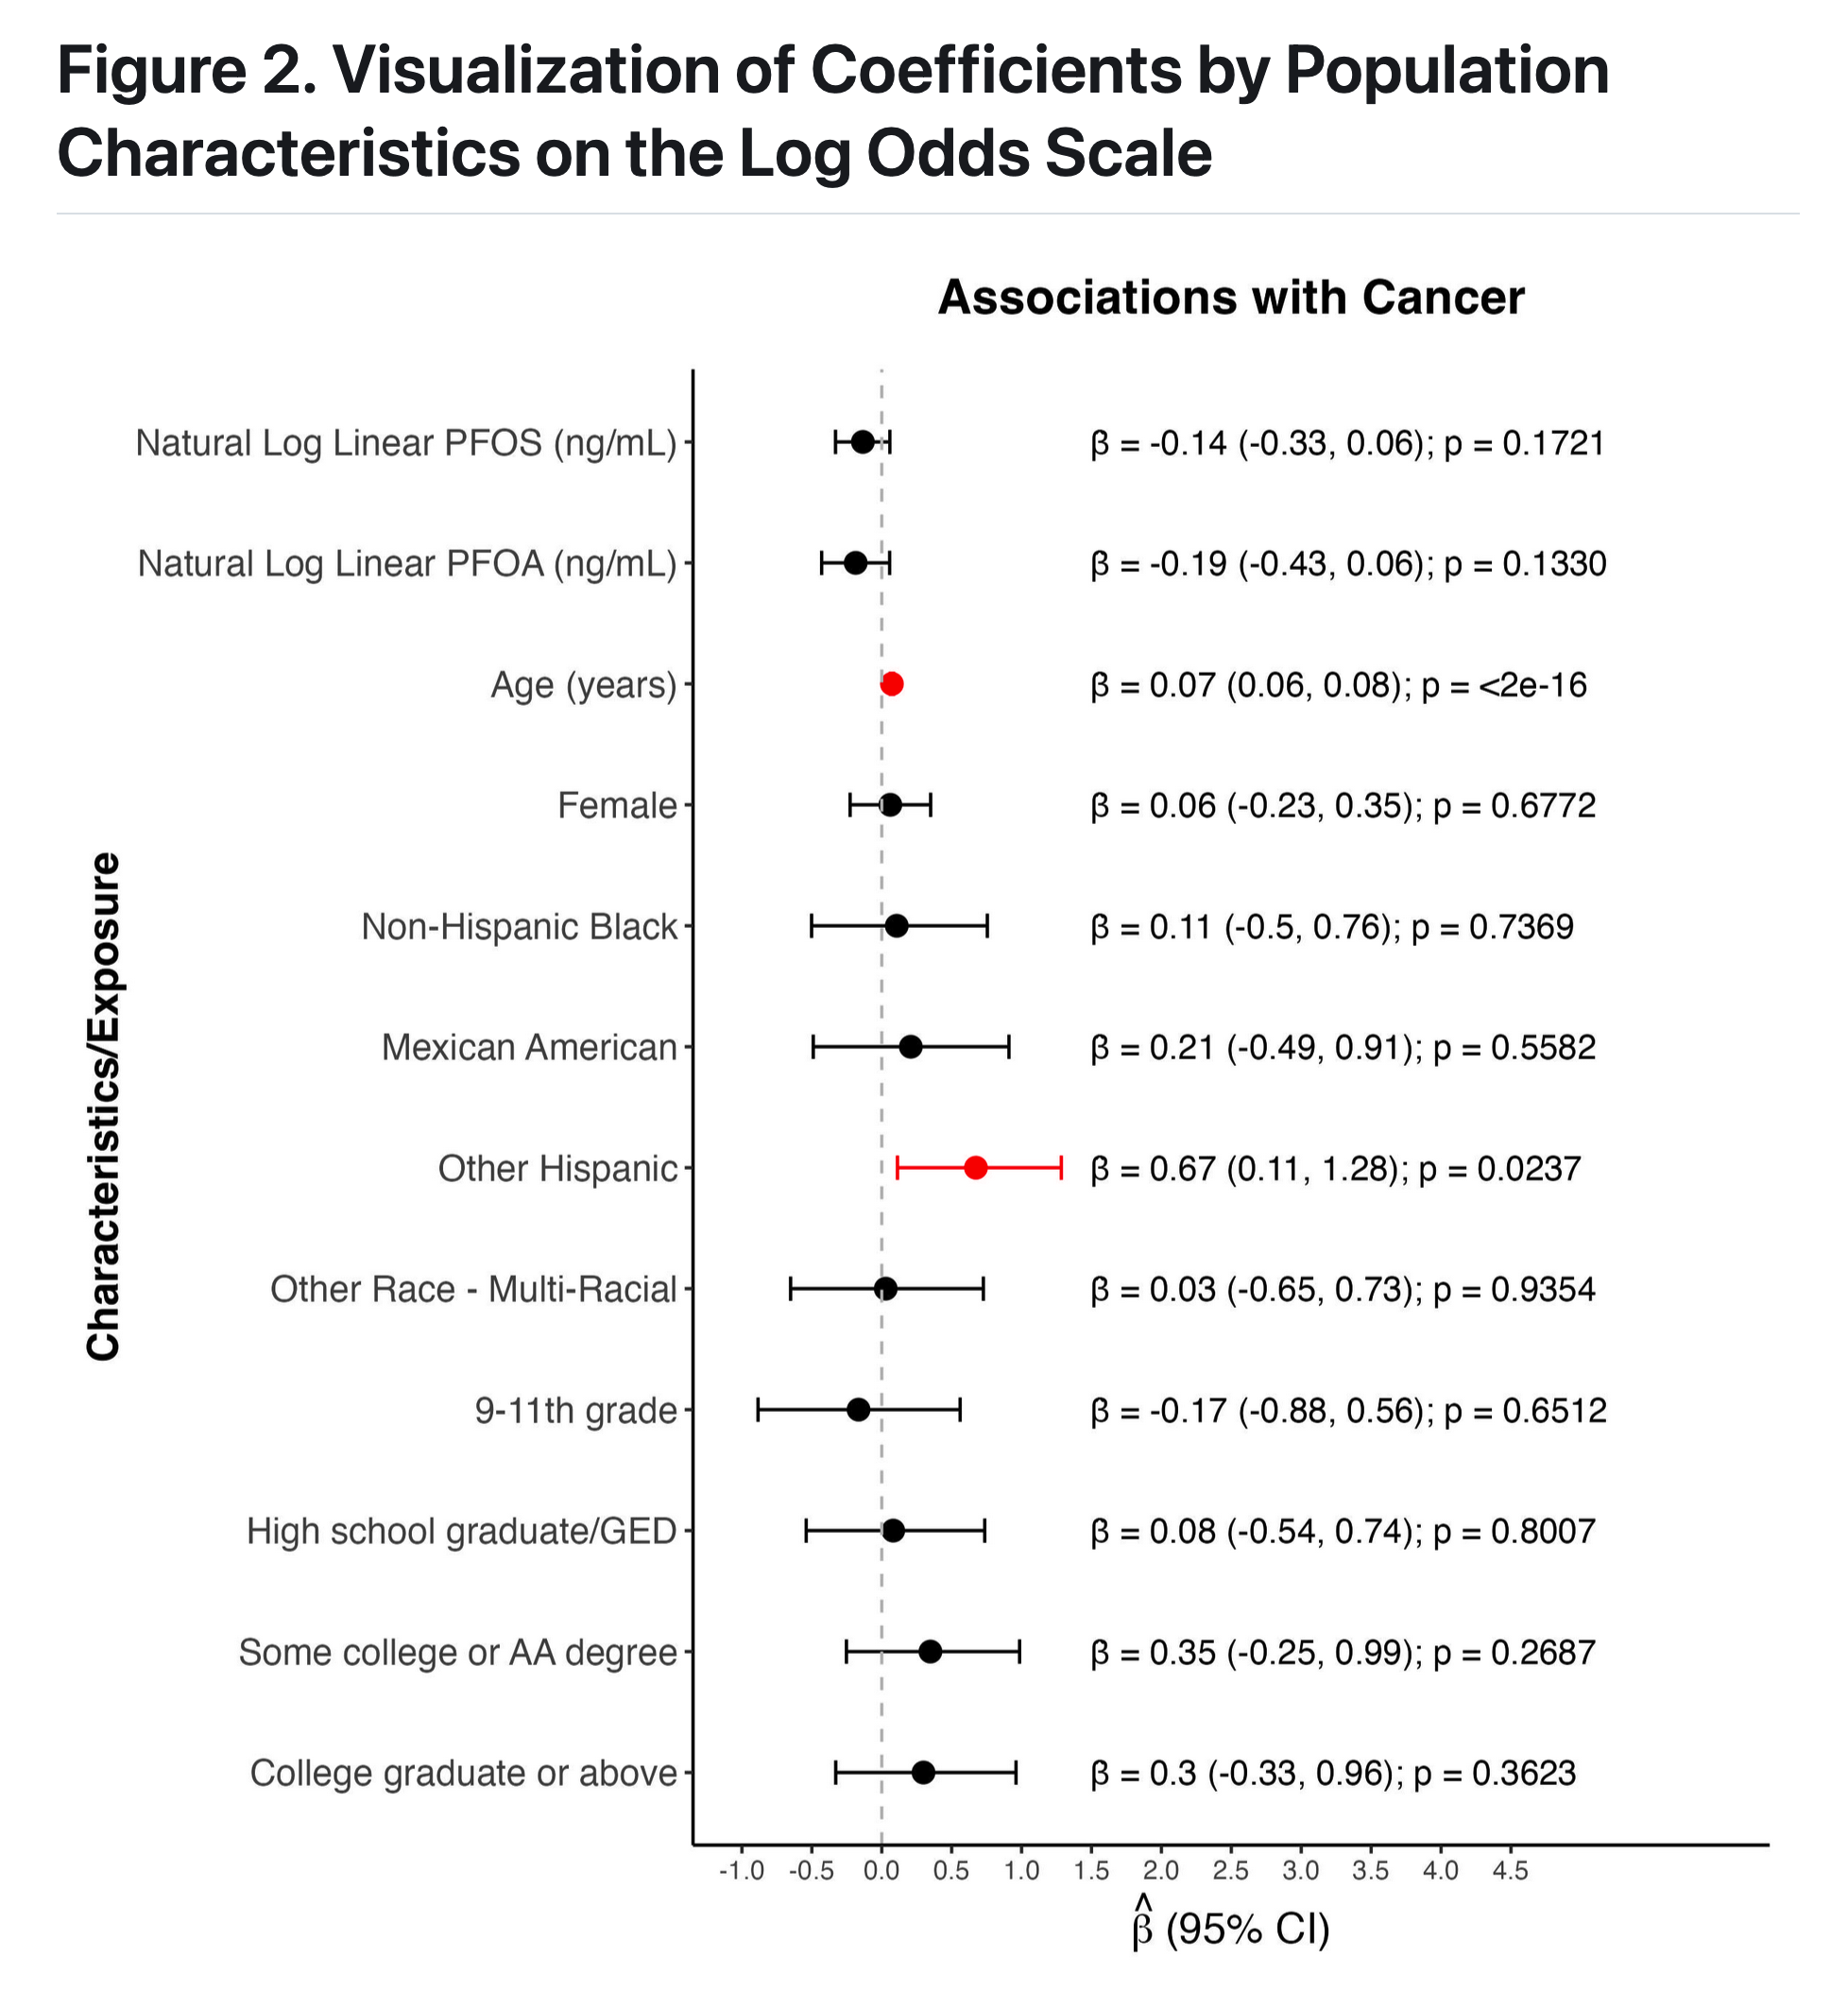 Figure 2. Visualization of Coefficients by Population
Characteristics on the Log Odds Scale
Associations with Cancer
Characteristics/Exposure
Natural Log Linear PFOS (ng/mL) β = -0.14 (-0.33, 0.06); p = 0.1721
Natural Log Linear PFOA (ng/mL) β = -0.19 (-0.43, 0.06); p = 0.1330
Age (years) β = 0.07 (0.06, 0.08); p = <2e-16
Female β = 0.06 (-0.23, 0.35); p = 0.6772
Non-Hispanic Black β = 0.11 (-0.5, 0.76); p = 0.7369
Mexican American β = 0.21 (-0.49, 0.91); p = 0.5582
Other Hispanic β = 0.67 (0.11, 1.28); p = 0.0237
Other Race - Multi-Racial β = 0.03 (-0.65, 0.73); p = 0.9354
9-11th grade β = -0.17 (-0.88, 0.56); p = 0.6512
High school graduate/GED β = 0.08 (-0.54, 0.74); p = 0.8007
Some college or AA degree β = 0.35 (-0.25, 0.99); p = 0.2687
College graduate or above β = 0.3 (-0.33, 0.96); p = 0.3623
-1.0 -0.5 0.0 0.5 1.0 1.5 2.0 2.5 3.0 3.5 4.0 4.5
β̂ (95% CI)